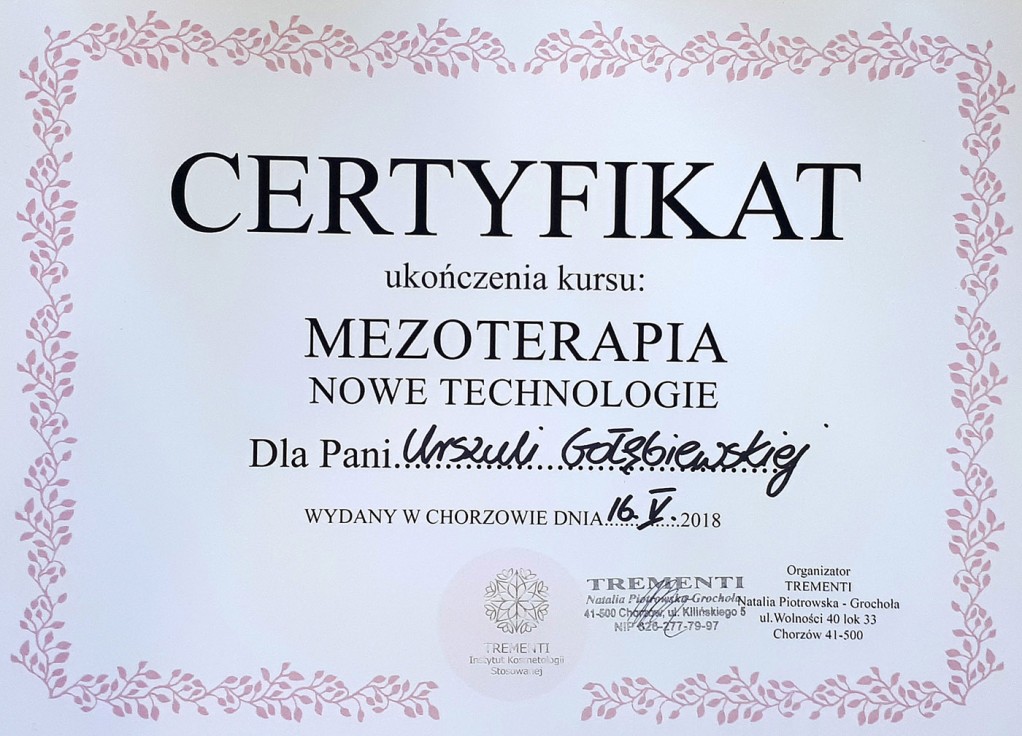 CERTYFIKAT
ukończenia kursu:
MEZOTERAPIA
NOWE TECHNOLOGIE
Dla Pani Urszuli Gołębiewskiej
WYDANY W CHORZOWIE DNIA 16. V. 2018
TREMENTI
Instytut Kosmetologii
Stosowanej
TREMENTI
Natalia Piotrowska-Grochoła
41-500 Chorzów, ul. Kilińskiego 5
NIP 626-277-79-97
Organizator
TREMENTI
Natalia Piotrowska - Grochoła
ul.Wolności 40 lok 33
Chorzów 41-500